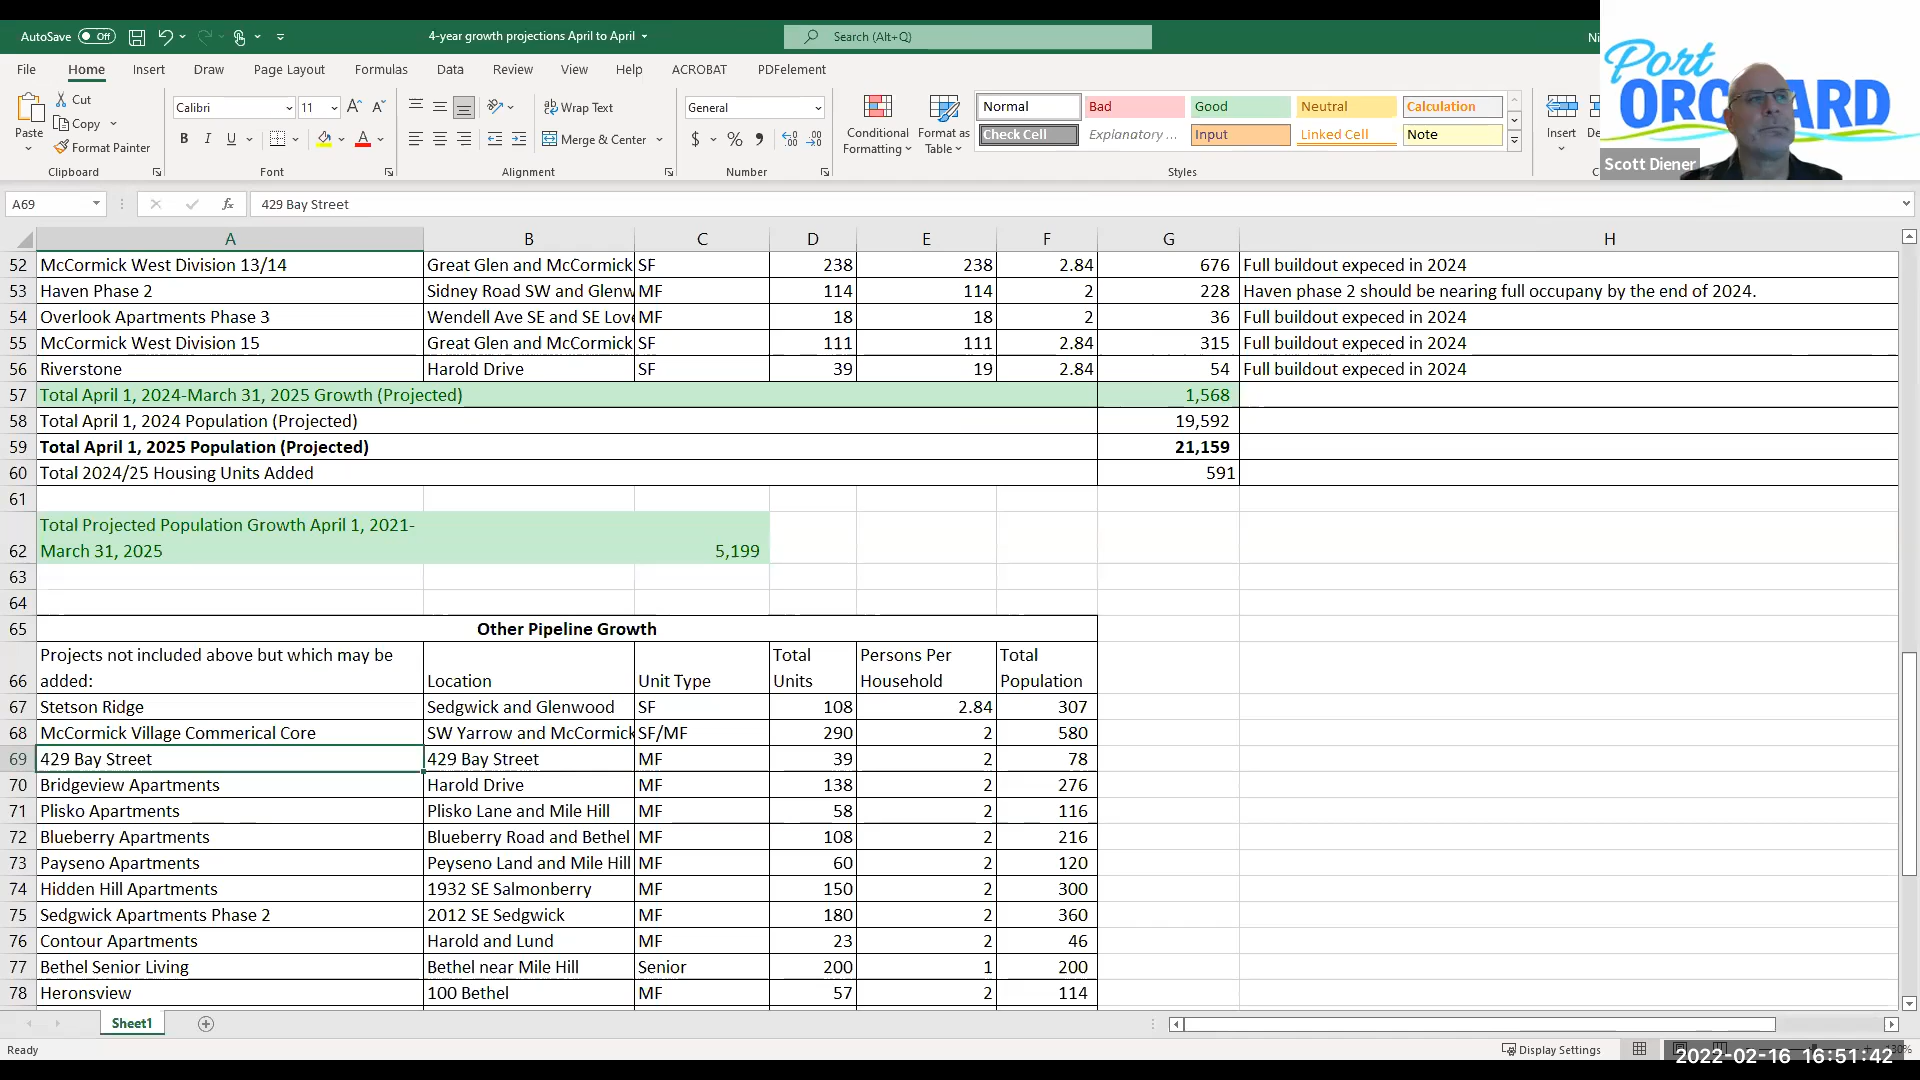 AutoSave Off 4-year growth projections April to April Search (Alt+Q) Ni
File Home Insert Draw Page Layout Formulas Data Review View Help ACROBAT PDFelement
Port
ORCHARD
Scott Diener
Paste Cut Copy Format Painter Calibri 11 Wrap Text Merge & Center General Conditional Formatting Format as Table Normal Bad Good Neutral Calculation Insert
Check Cell Explanatory ... Input Linked Cell Note
Clipboard Font Alignment Number Styles
A69 429 Bay Street
A B C D E F G H
52 McCormick West Division 13/14 Great Glen and McCormick SF 238 238 2.84 676 Full buildout expeced in 2024
53 Haven Phase 2 Sidney Road SW and Glenw MF 114 114 2 228 Haven phase 2 should be nearing full occupany by the end of 2024.
54 Overlook Apartments Phase 3 Wendell Ave SE and SE Love MF 18 18 2 36 Full buildout expeced in 2024
55 McCormick West Division 15 Great Glen and McCormick SF 111 111 2.84 315 Full buildout expeced in 2024
56 Riverstone Harold Drive SF 39 19 2.84 54 Full buildout expeced in 2024
57 Total April 1, 2024-March 31, 2025 Growth (Projected) 1,568
58 Total April 1, 2024 Population (Projected) 19,592
59 Total April 1, 2025 Population (Projected) 21,159
60 Total 2024/25 Housing Units Added 591
61
Total Projected Population Growth April 1, 2021-
62 March 31, 2025 5,199
63
64
65 Other Pipeline Growth
Projects not included above but which may be Total Persons Per Total
66 added: Location Unit Type Units Household Population
67 Stetson Ridge Sedgwick and Glenwood SF 108 2.84 307
68 McCormick Village Commerical Core SW Yarrow and McCormick SF/MF 290 2 580
69 429 Bay Street 429 Bay Street MF 39 2 78
70 Bridgeview Apartments Harold Drive MF 138 2 276
71 Plisko Apartments Plisko Lane and Mile Hill MF 58 2 116
72 Blueberry Apartments Blueberry Road and Bethel MF 108 2 216
73 Payseno Apartments Peyseno Land and Mile Hill MF 60 2 120
74 Hidden Hill Apartments 1932 SE Salmonberry MF 150 2 300
75 Sedgwick Apartments Phase 2 2012 SE Sedgwick MF 180 2 360
76 Contour Apartments Harold and Lund MF 23 2 46
77 Bethel Senior Living Bethel near Mile Hill Senior 200 1 200
78 Heronsview 100 Bethel MF 57 2 114
Sheet1
Ready Display Settings
2022-02-16 16:51:42